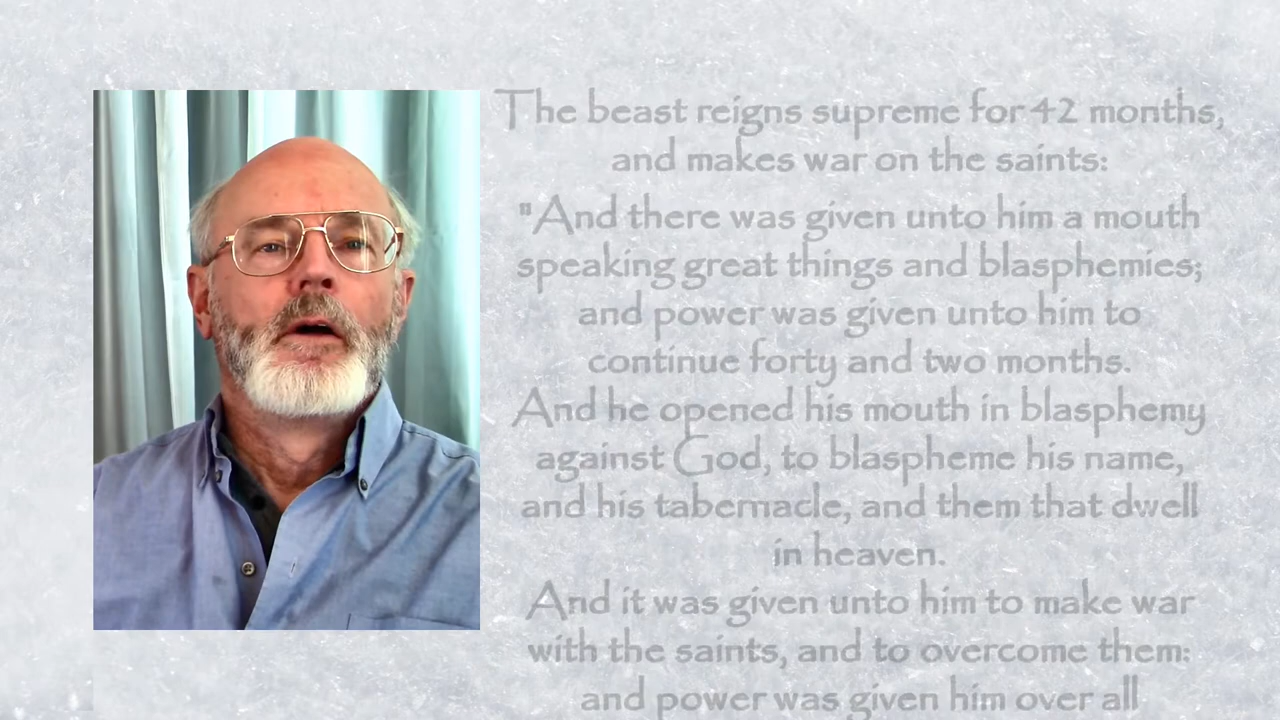 The beast reigns supreme for 42 months,
and makes war on the saints:
"And there was given unto him a mouth
speaking great things and blasphemies;
and power was given unto him to
continue forty and two months.
And he opened his mouth in blasphemy
against God, to blaspheme his name,
and his tabernacle, and them that dwell
in heaven.
And it was given unto him to make war
with the saints, and to overcome them:
and power was given him over all